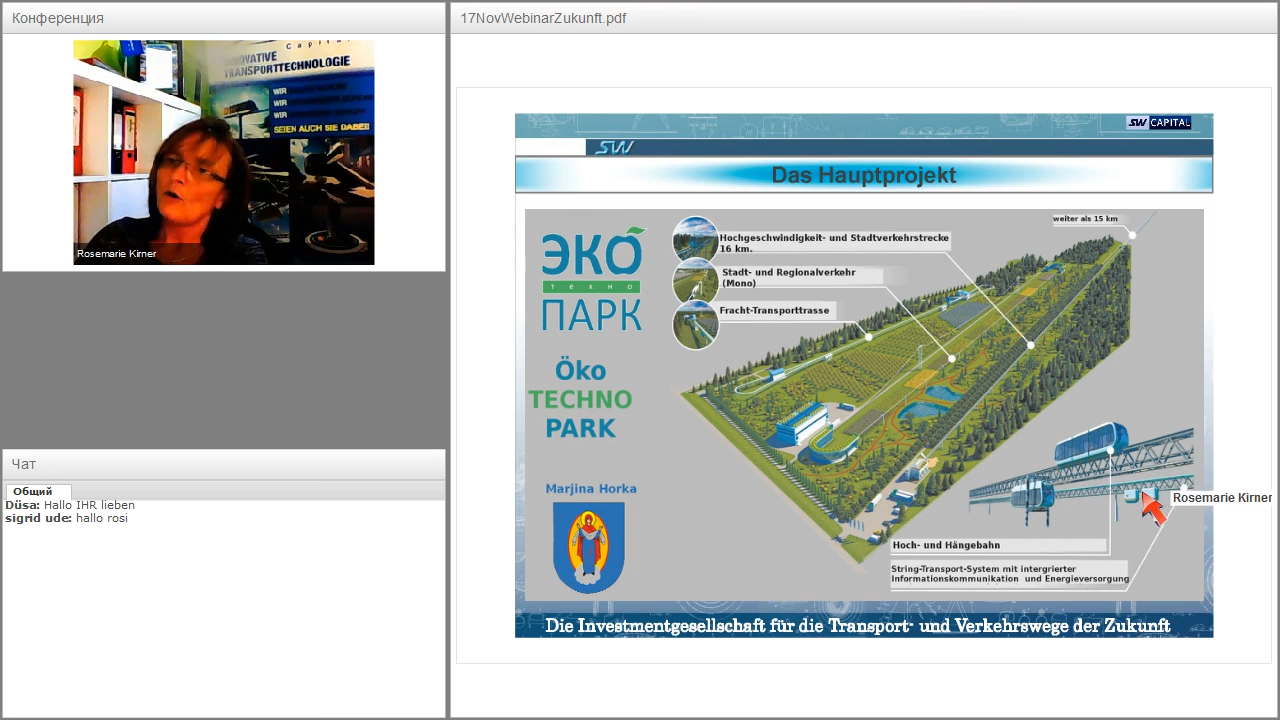 Конференция
Capital
INNOVATIVE
TRANSPORTTECHNOLOGIE
WIR
WIR
WIR
SEIEN AUCH SIE DABEI!
Rosemarie Kirner
Чат
Общий
Düsa: Hallo IHR lieben
sigrid ude: hallo rosi
17NovWebinarZukunft.pdf
SW CAPITAL
SW
Das Hauptprojekt
ЭКО
техно
ПАРК
Öko
TECHNO
PARK
Marjina Horka
Hochgeschwindigkeit- und Stadtverkehrstrecke
16 km.
Stadt- und Regionalverkehr
(Mono)
Fracht-Transporttrasse
weiter als 15 km
Rosemarie Kirner
Hoch- und Hängebahn
String-Transport-System mit intergrierter
Informationskommunikation und Energieversorgung
Die Investmentgesellschaft für die Transport- und Verkehrswege der Zukunft